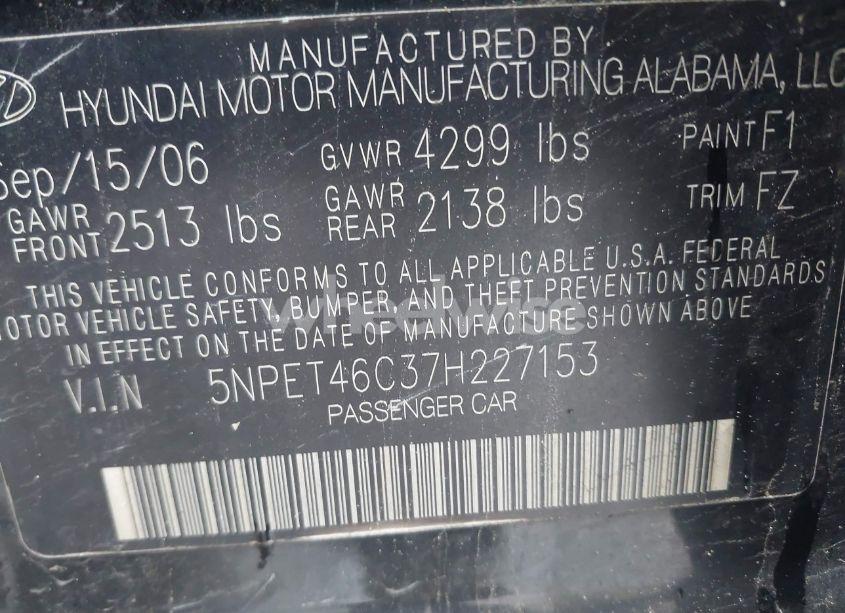 MANUFACTURED BY
HYUNDAI MOTOR MANUFACTURING ALABAMA, LLC
Sep/15/06 GVWR 4299 lbs PAINT F1
GAWR FRONT 2513 lbs GAWR REAR 2138 lbs TRIM FZ
THIS VEHICLE CONFORMS TO ALL APPLICABLE U.S.A. FEDERAL
MOTOR VEHICLE SAFETY, BUMPER, AND THEFT PREVENTION STANDARDS
IN EFFECT ON THE DATE OF MANUFACTURE SHOWN ABOVE
V.I.N 5NPET46C37H227153
PASSENGER CAR
wheelwise